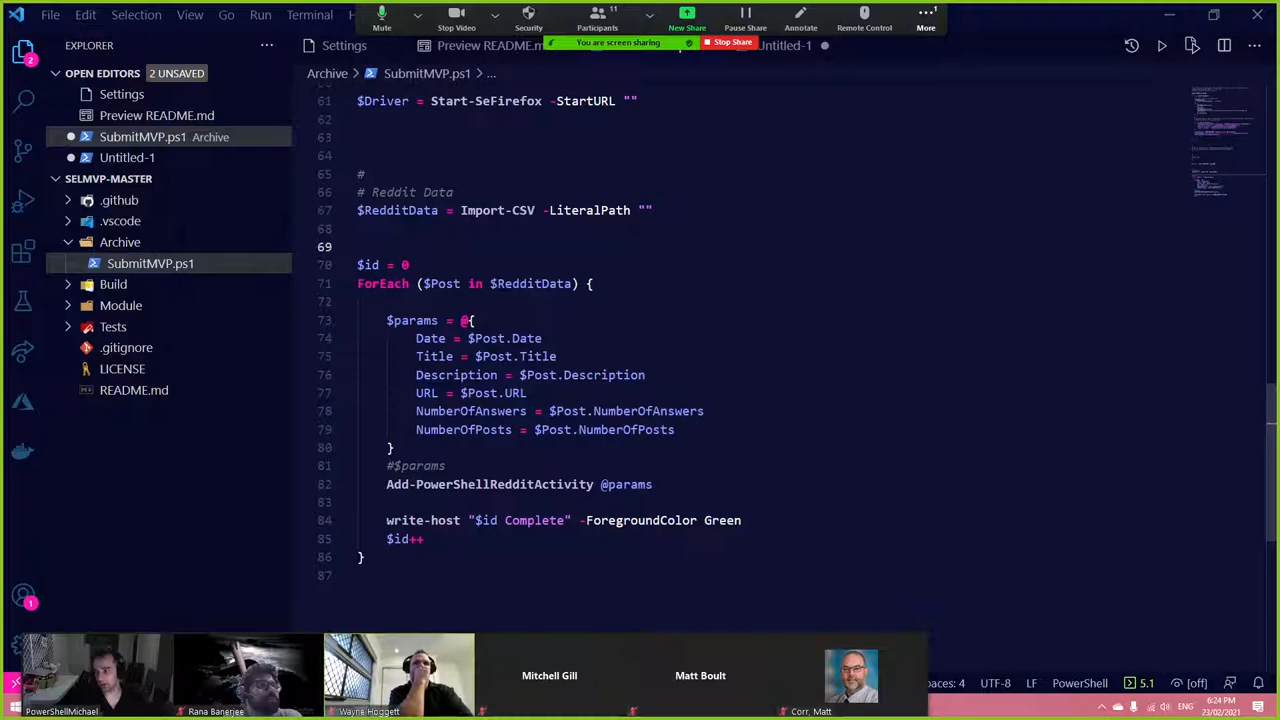 File Edit Selection View Go Run Terminal
Mute Stop Video Security Participants 11 New Share Pause Share Annotate Remote Control More
You are screen sharing Stop Share
EXPLORER
Settings Preview README.m Untitled-1
OPEN EDITORS 2 UNSAVED
Settings
Preview README.md
SubmitMVP.ps1 Archive
Untitled-1
SELMVP-MASTER
.github
.vscode
Archive
SubmitMVP.ps1
Build
Module
Tests
.gitignore
LICENSE
README.md
2
1
Archive > SubmitMVP.ps1 > ...
61 $Driver = Start-SeFirefox -StartURL ""
62
63
64
65 #
66 # Reddit Data
67 $RedditData = Import-CSV -LiteralPath ""
68
69
70 $id = 0
71 ForEach ($Post in $RedditData) {
72
73 $params = @{
74 Date = $Post.Date
75 Title = $Post.Title
76 Description = $Post.Description
77 URL = $Post.URL
78 NumberOfAnswers = $Post.NumberOfAnswers
79 NumberOfPosts = $Post.NumberOfPosts
80 }
81 #$params
82 Add-PowerShellRedditActivity @params
83
84 write-host "$id Complete" -ForegroundColor Green
85 $id++
86 }
87
PowerShellMichael
Rana Banerjee
Wayne Hoggett
Mitchell Gill
Matt Boult
Corr, Matt
paces: 4 UTF-8 LF PowerShell 5.1 [off]
ENG 6:24 PM
23/02/2021